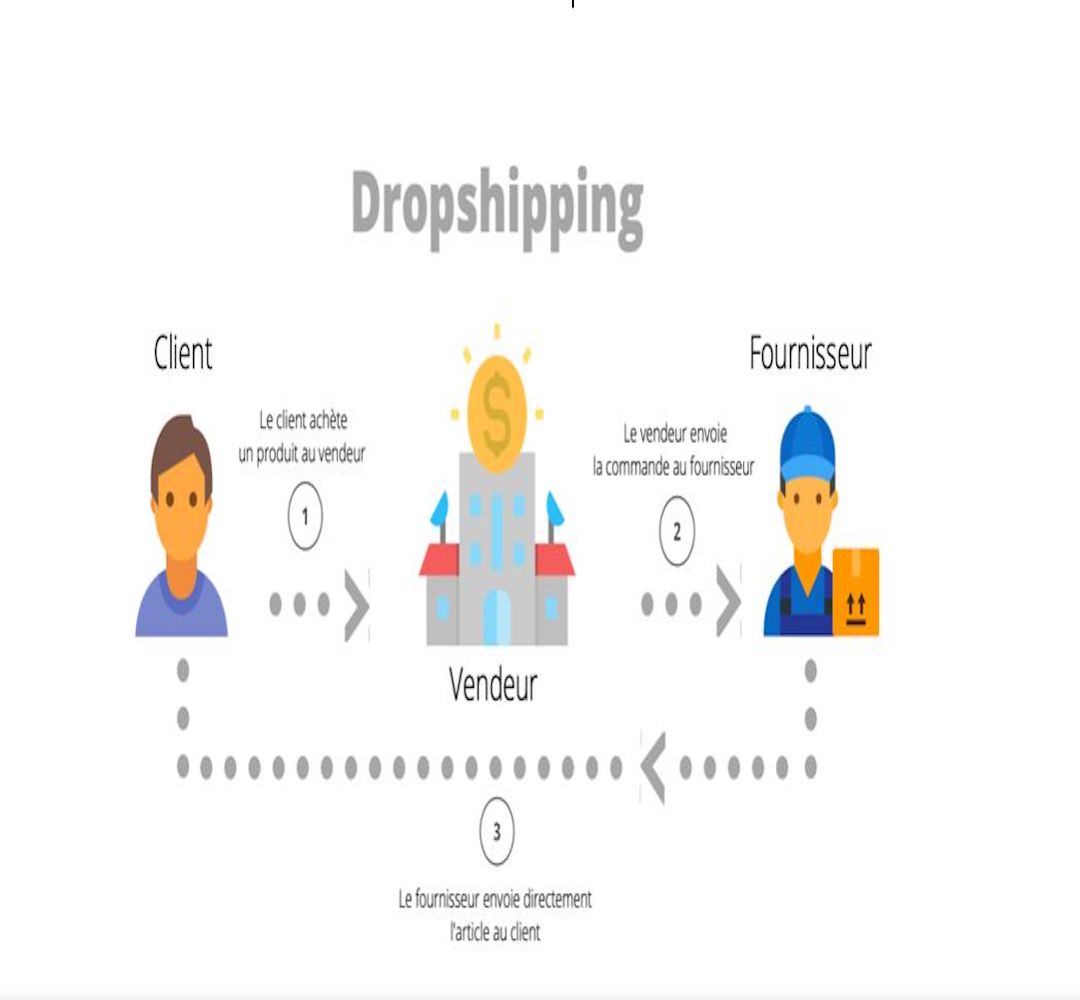 Dropshipping
Client
Fournisseur
Le client achète
un produit au vendeur
1
Le vendeur envoie
la commande au fournisseur
2
$
Vendeur
3
Le fournisseur envoie directement
l'article au client